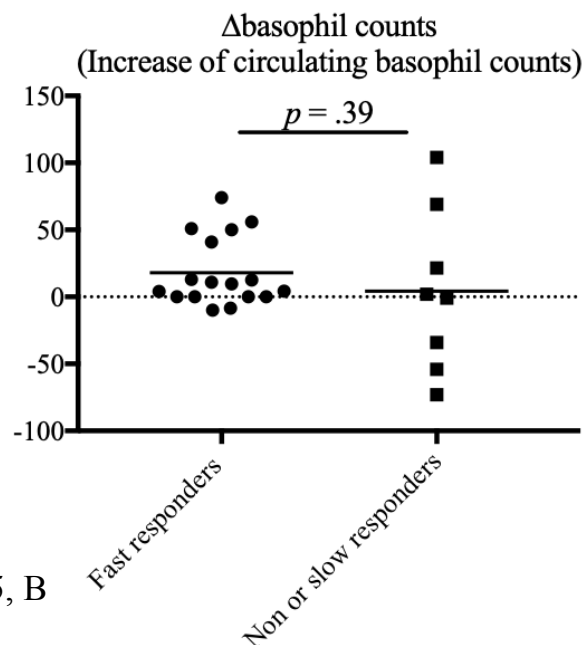 Δbasophil counts
(Increase of circulating basophil counts)
150
p = .39
100
50
0
-50
-100
Fast responders
Non or slow responders
, B